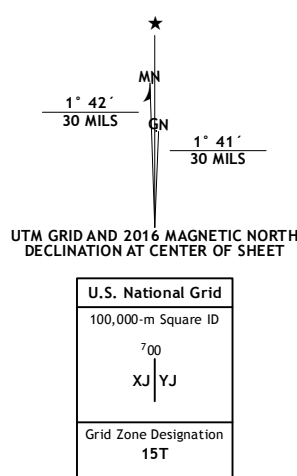 MN
1° 42´
30 MILS
GN
1° 41´
30 MILS
UTM GRID AND 2016 MAGNETIC NORTH
DECLINATION AT CENTER OF SHEET
U.S. National Grid
100,000-m Square ID
⁷00
XJ YJ
Grid Zone Designation
15T